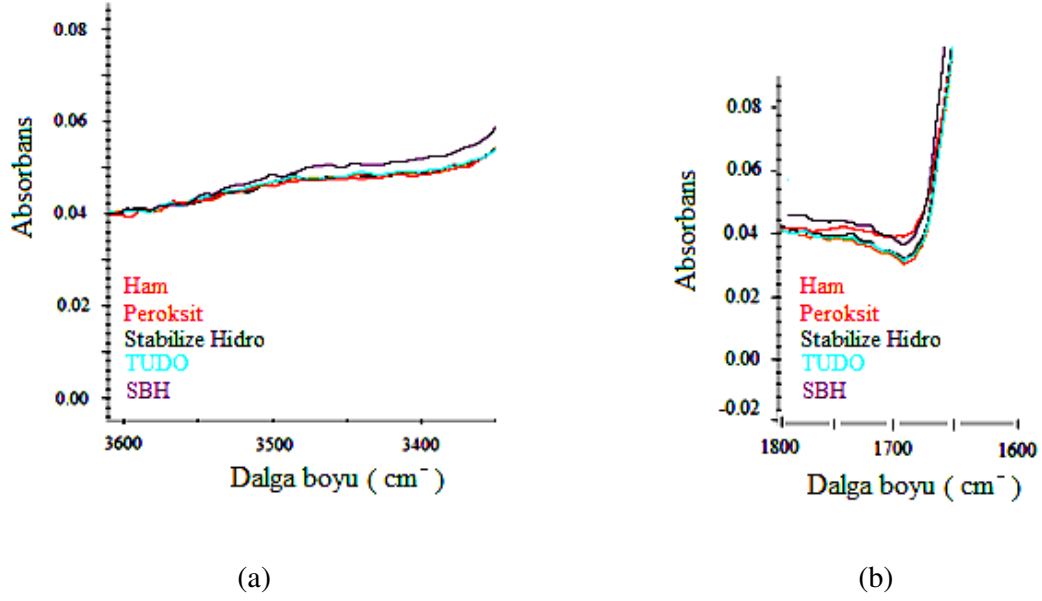 0.08
0.06
0.04
0.02
0.00
Absorbans
Ham
Peroksit
Stabilize Hidro
TUDO
SBH
3600
3500
3400
Dalga boyu ( cm⁻ )
(a)
0.08
0.06
0.04
0.02
0.00
-0.02
Absorbans
Ham
Peroksit
Stabilize Hidro
TUDO
SBH
1800
1700
1600
Dalga boyu ( cm⁻ )
(b)